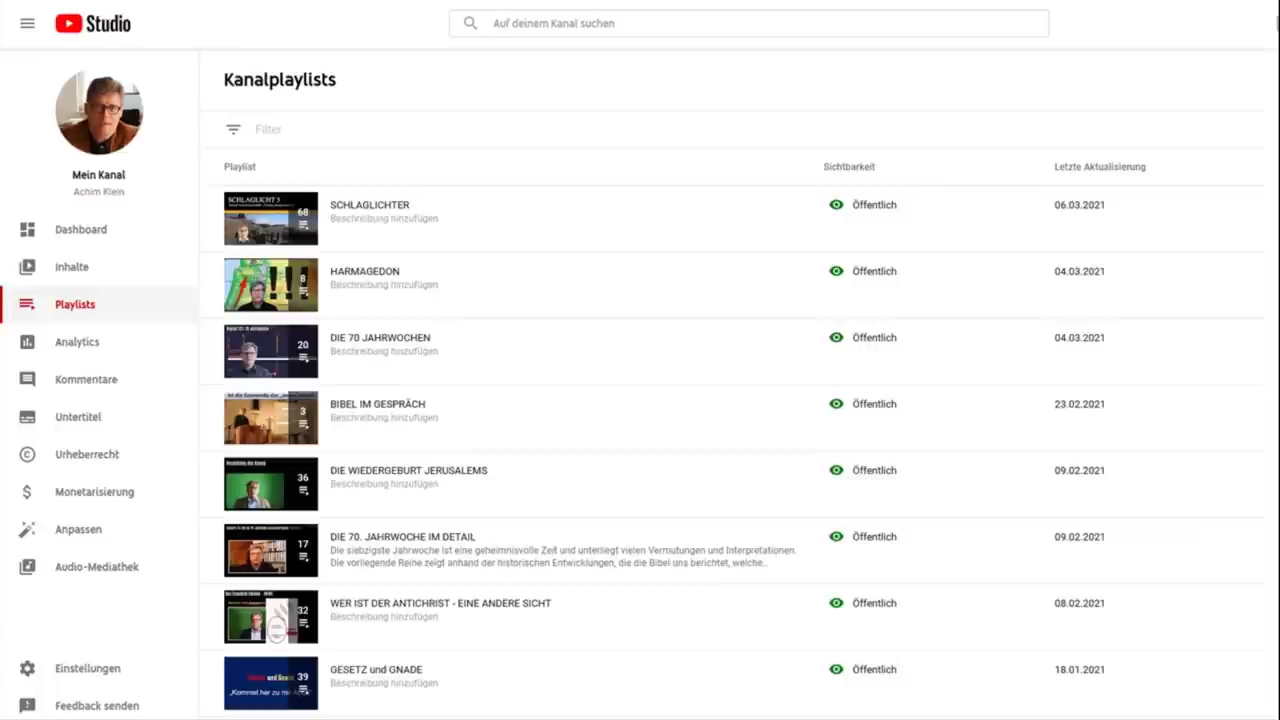 Studio
Auf deinem Kanal suchen
Mein Kanal
Achim Klein
Dashboard
Inhalte
Playlists
Analytics
Kommentare
Untertitel
Urheberrecht
Monetarisierung
Anpassen
Audio-Mediathek
Einstellungen
Feedback senden
Kanalplaylists
Filter
Playlist Sichtbarkeit Letzte Aktualisierung
SCHLAGLICHT 3
68
SCHLAGLICHTER Öffentlich 06.03.2021
Beschreibung hinzufügen
8
HARMAGEDON Öffentlich 04.03.2021
Beschreibung hinzufügen
20
DIE 70 JAHRWOCHEN Öffentlich 04.03.2021
Beschreibung hinzufügen
3
BIBEL IM GESPRÄCH Öffentlich 23.02.2021
Beschreibung hinzufügen
36
DIE WIEDERGEBURT JERUSALEMS Öffentlich 09.02.2021
Beschreibung hinzufügen
17
DIE 70. JAHRWOCHE IM DETAIL Öffentlich 09.02.2021
Die siebzigste Jahrwoche ist eine geheimnisvolle Zeit und unterliegt vielen Vermutungen und Interpretationen.
Die vorliegende Reine zeigt anhand der historischen Entwicklungen, die die Bibel uns berichtet, welche...
32
WER IST DER ANTICHRIST - EINE ANDERE SICHT Öffentlich 08.02.2021
Beschreibung hinzufügen
39
„Kommet her zu mir
GESETZ und GNADE Öffentlich 18.01.2021
Beschreibung hinzufügen